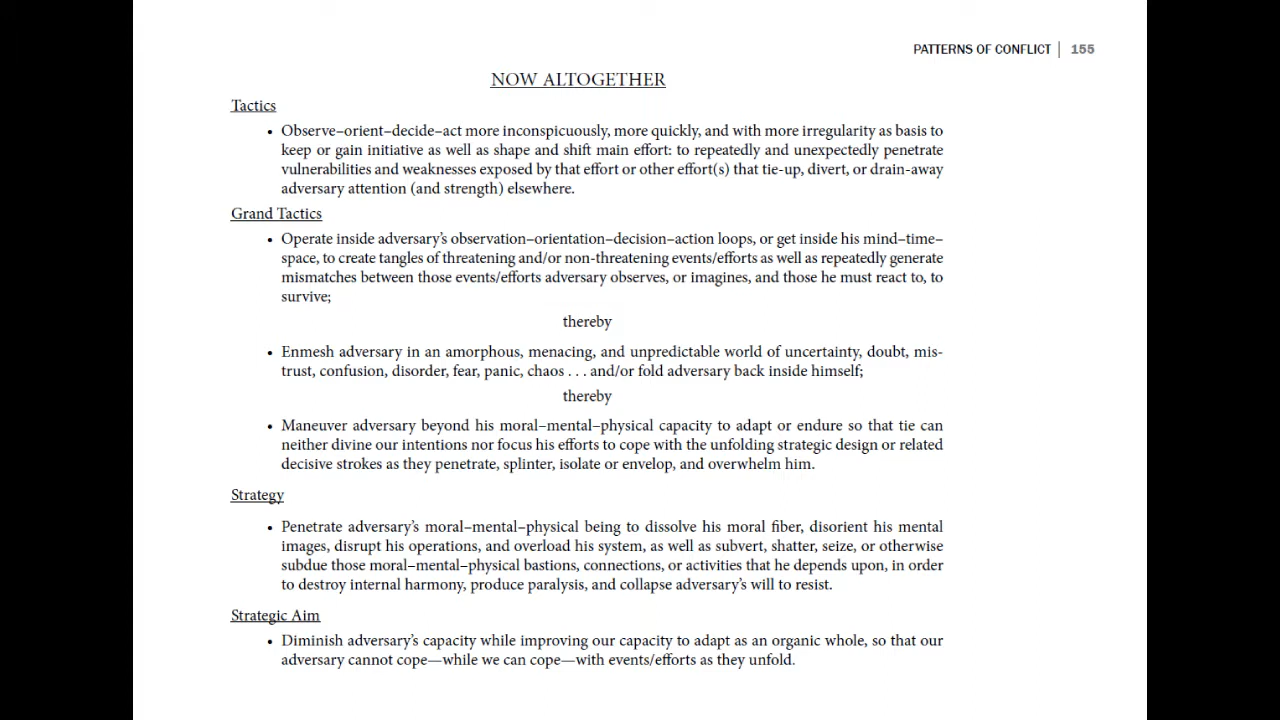 PATTERNS OF CONFLICT | 155
NOW ALTOGETHER
Tactics
• Observe–orient–decide–act more inconspicuously, more quickly, and with more irregularity as basis to
keep or gain initiative as well as shape and shift main effort: to repeatedly and unexpectedly penetrate
vulnerabilities and weaknesses exposed by that effort or other effort(s) that tie-up, divert, or drain-away
adversary attention (and strength) elsewhere.
Grand Tactics
• Operate inside adversary’s observation–orientation–decision–action loops, or get inside his mind–time–
space, to create tangles of threatening and/or non-threatening events/efforts as well as repeatedly generate
mismatches between those events/efforts adversary observes, or imagines, and those he must react to, to
survive;
thereby
• Enmesh adversary in an amorphous, menacing, and unpredictable world of uncertainty, doubt, mis-
trust, confusion, disorder, fear, panic, chaos . . . and/or fold adversary back inside himself;
thereby
• Maneuver adversary beyond his moral–mental–physical capacity to adapt or endure so that tie can
neither divine our intentions nor focus his efforts to cope with the unfolding strategic design or related
decisive strokes as they penetrate, splinter, isolate or envelop, and overwhelm him.
Strategy
• Penetrate adversary’s moral–mental–physical being to dissolve his moral fiber, disorient his mental
images, disrupt his operations, and overload his system, as well as subvert, shatter, seize, or otherwise
subdue those moral–mental–physical bastions, connections, or activities that he depends upon, in order
to destroy internal harmony, produce paralysis, and collapse adversary’s will to resist.
Strategic Aim
• Diminish adversary’s capacity while improving our capacity to adapt as an organic whole, so that our
adversary cannot cope—while we can cope—with events/efforts as they unfold.